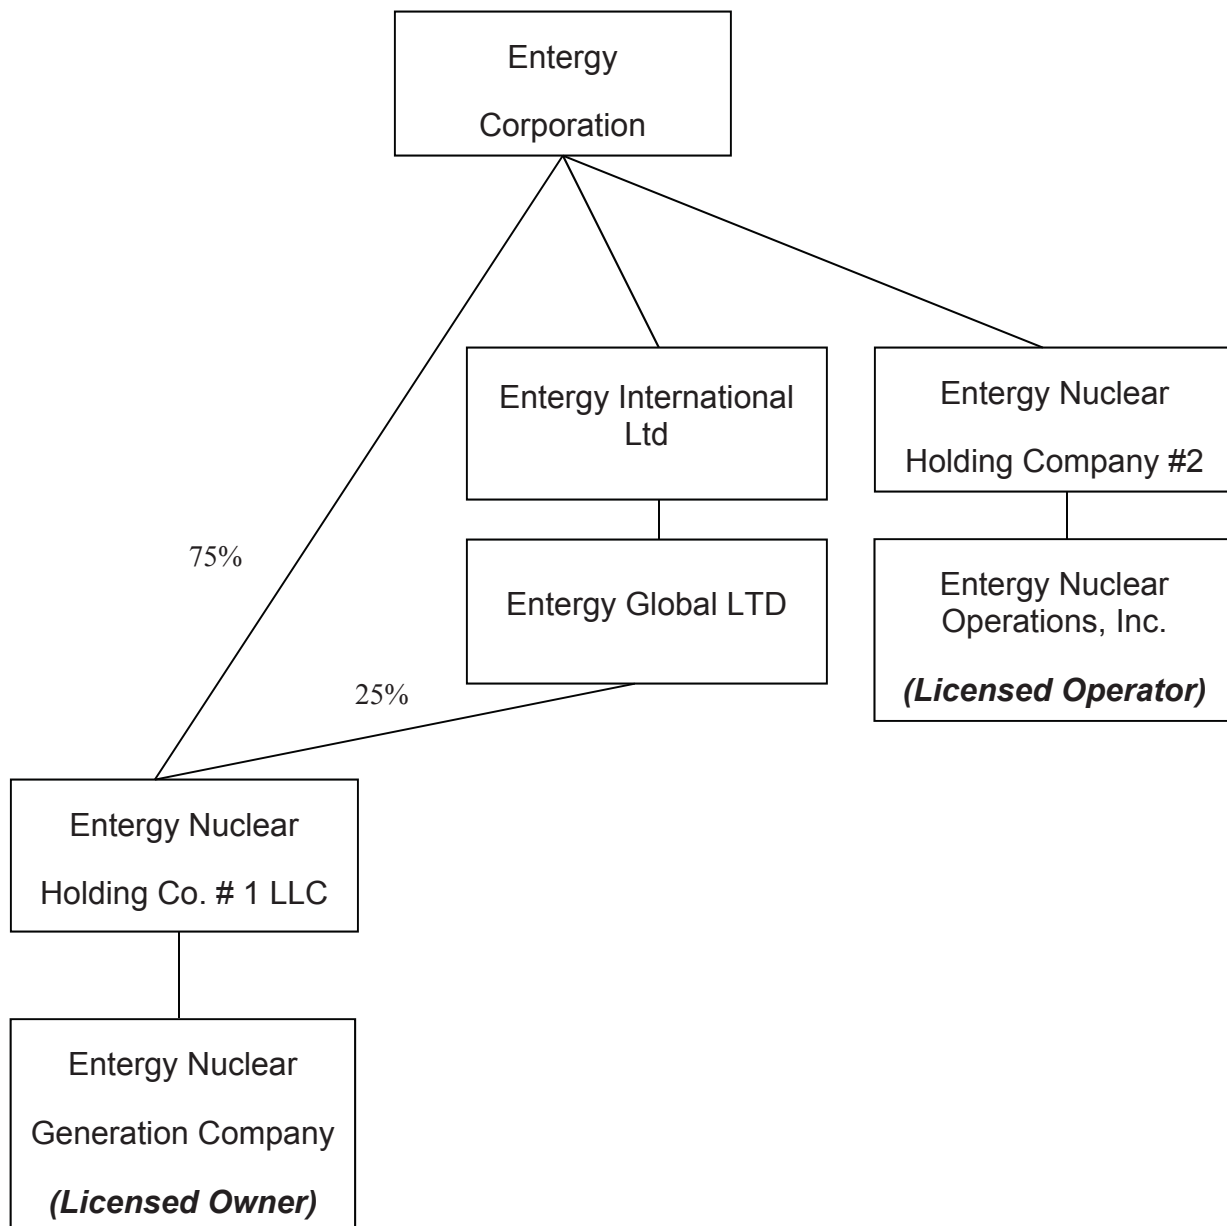 Entergy
Corporation
Entergy International
Ltd
Entergy Nuclear
Holding Company #2
75%
Entergy Global LTD
Entergy Nuclear
Operations, Inc.
(Licensed Operator)
25%
Entergy Nuclear
Holding Co. # 1 LLC
Entergy Nuclear
Generation Company
(Licensed Owner)